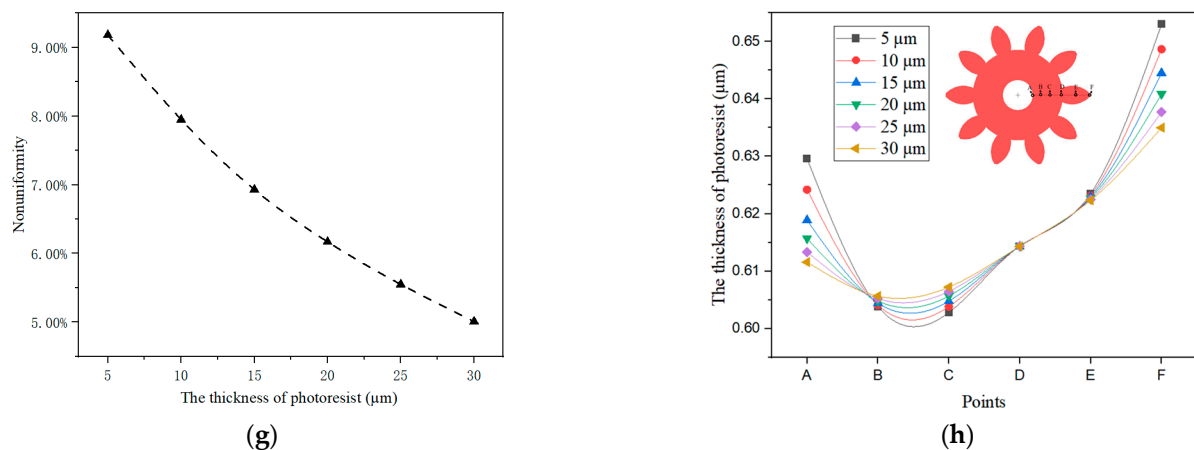 9.00%
8.00%
7.00%
6.00%
5.00%
Nonuniformity
5 10 15 20 25 30
The thickness of photoresist (μm)
(g)
0.65
0.64
0.63
0.62
0.61
0.60
The thickness of photoresist (μm)
5 μm
10 μm
15 μm
20 μm
25 μm
30 μm
A B C D E F
A B C D E F
Points
(h)